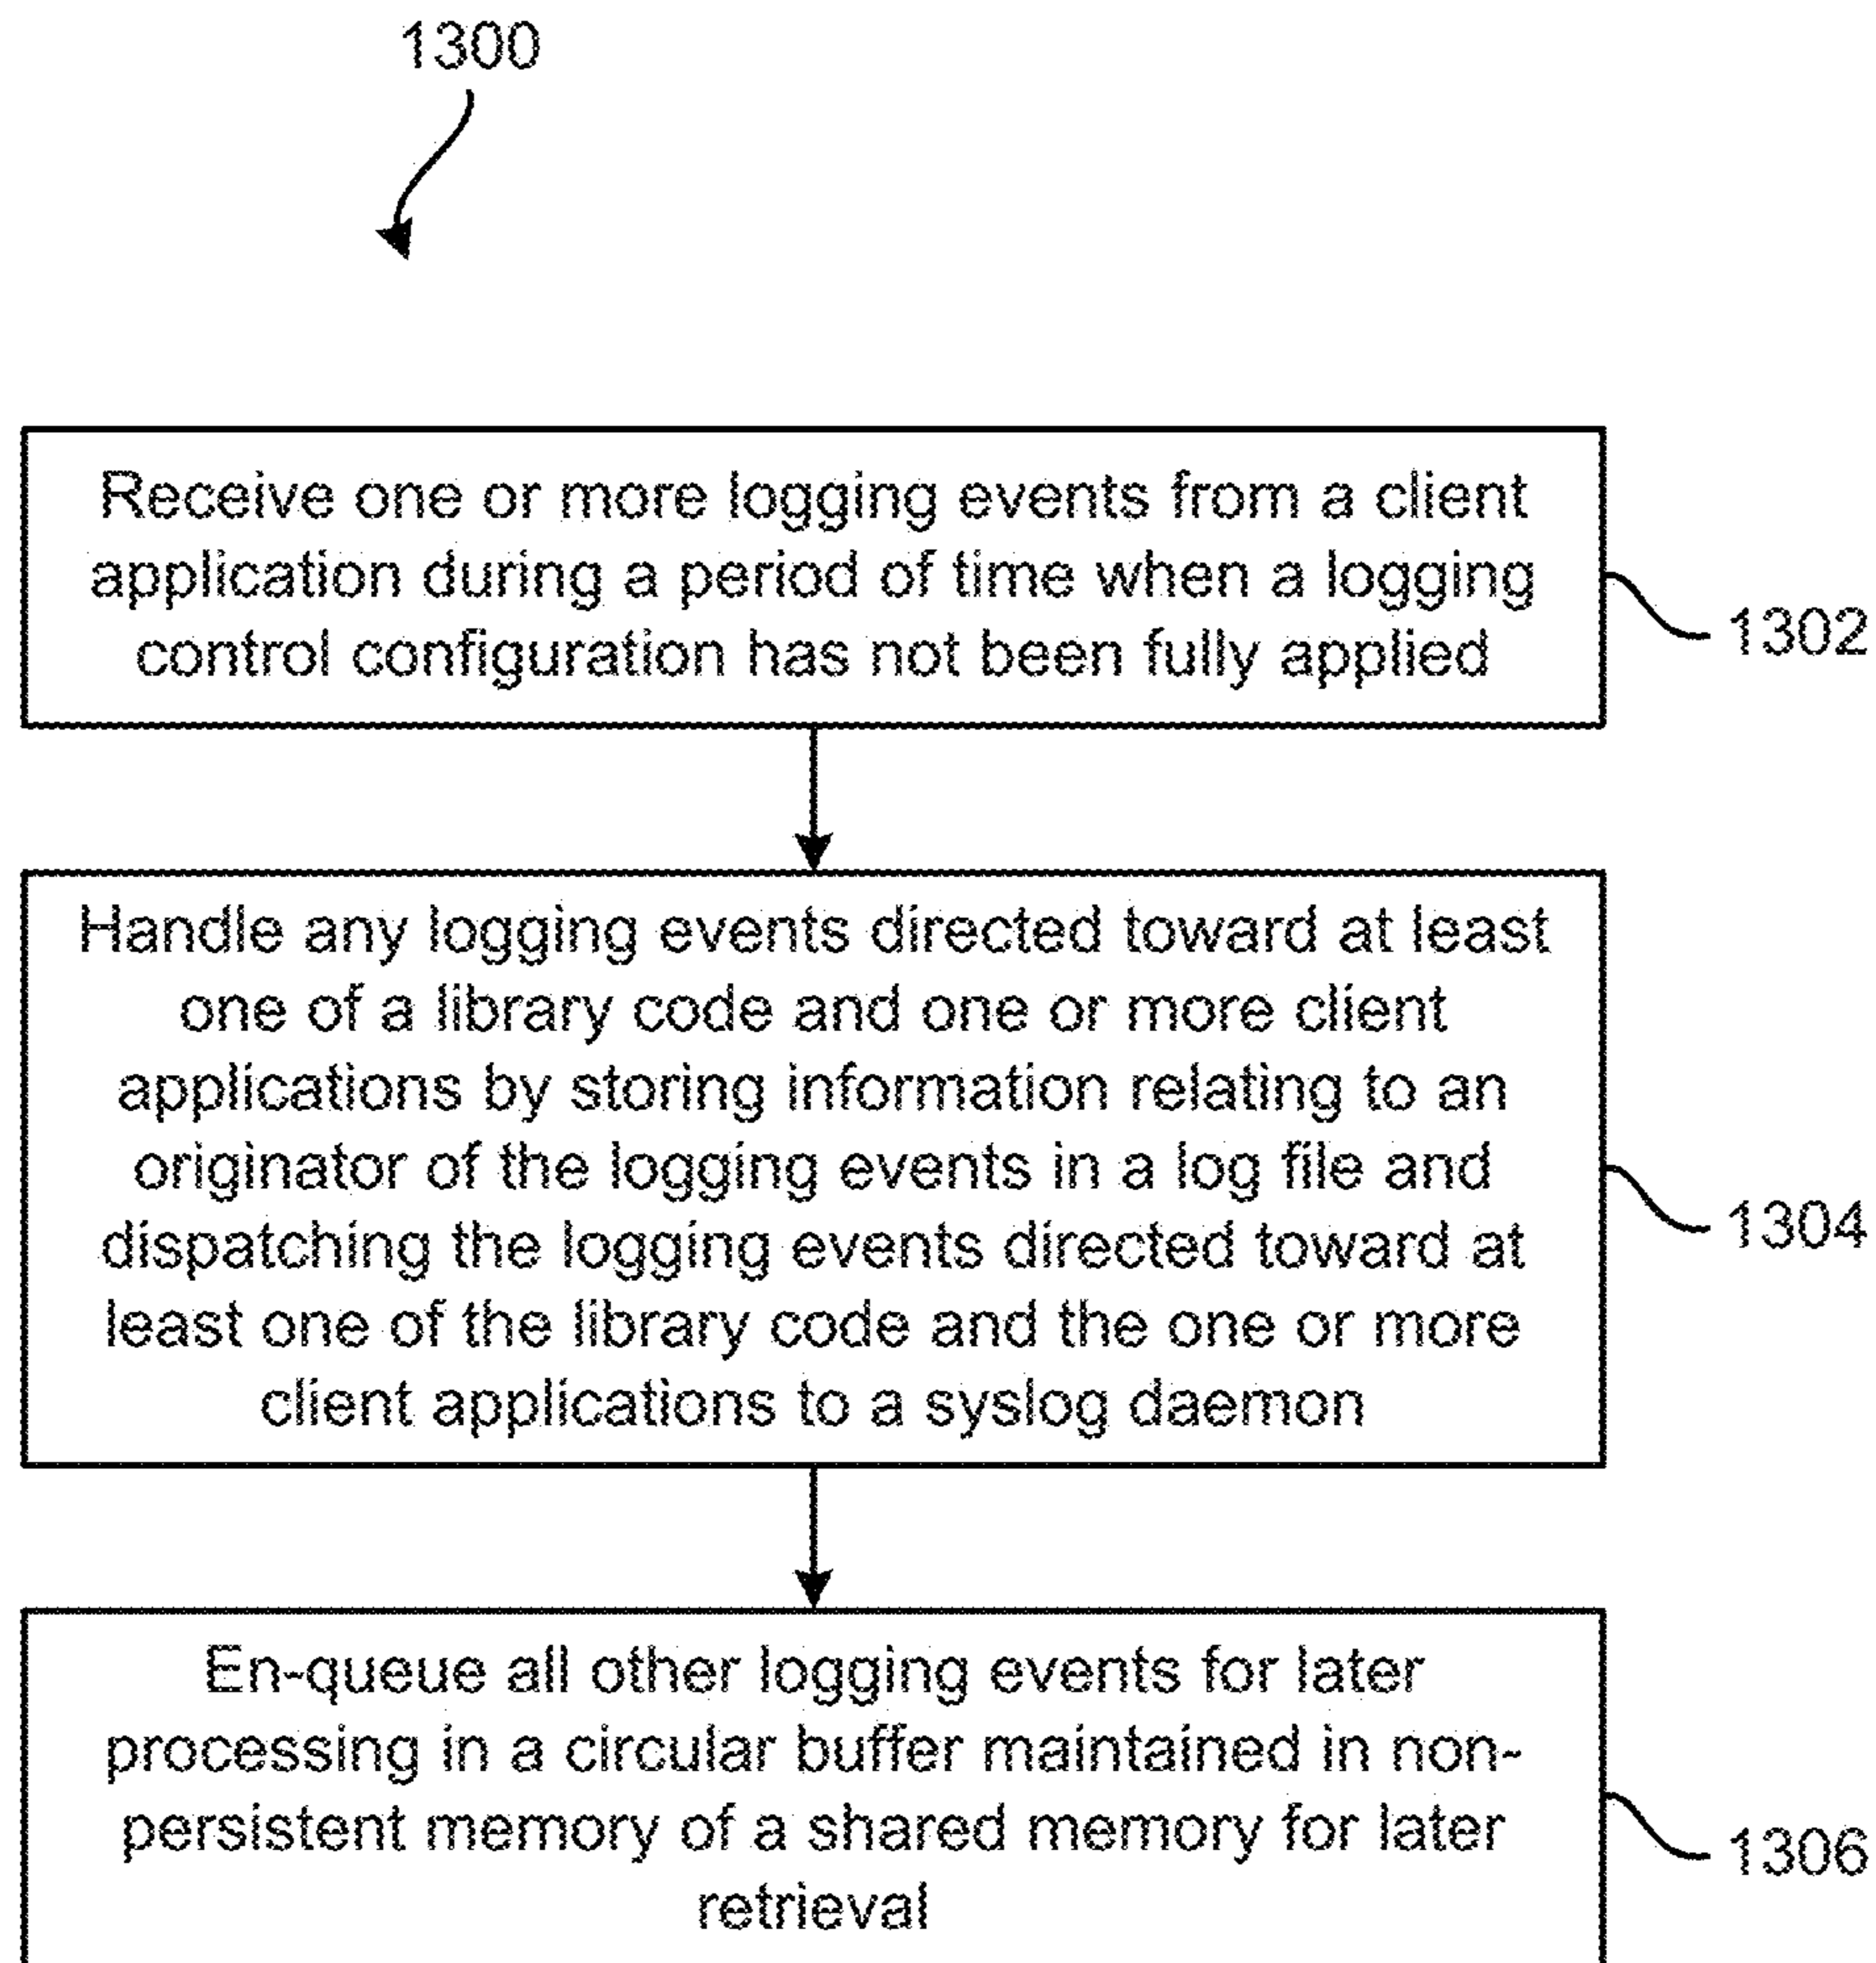 1300
Receive one or more logging events from a client
application during a period of time when a logging
control configuration has not been fully applied
1302
Handle any logging events directed toward at least
one of a library code and one or more client
applications by storing information relating to an
originator of the logging events in a log file and
dispatching the logging events directed toward at
least one of the library code and the one or more
client applications to a syslog daemon
1304
En-queue all other logging events for later
processing in a circular buffer maintained in non-
persistent memory of a shared memory for later
retrieval
1306